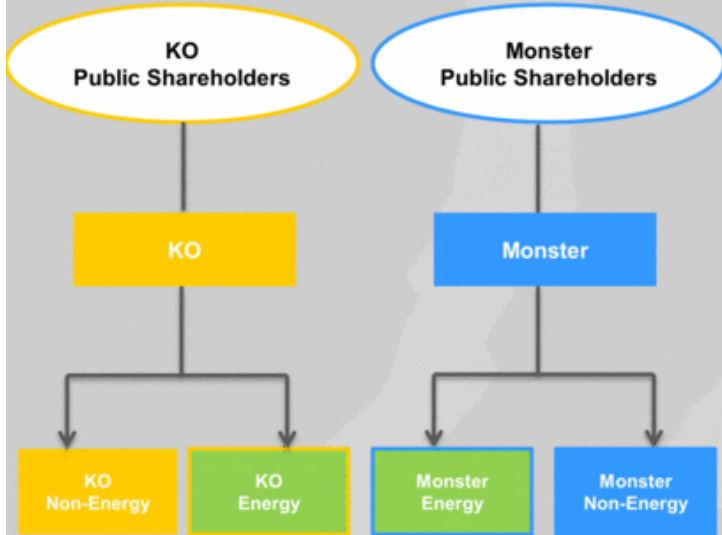 KO
Public Shareholders
Monster
Public Shareholders
KO
Monster
KO
Non-Energy
KO
Energy
Monster
Energy
Monster
Non-Energy